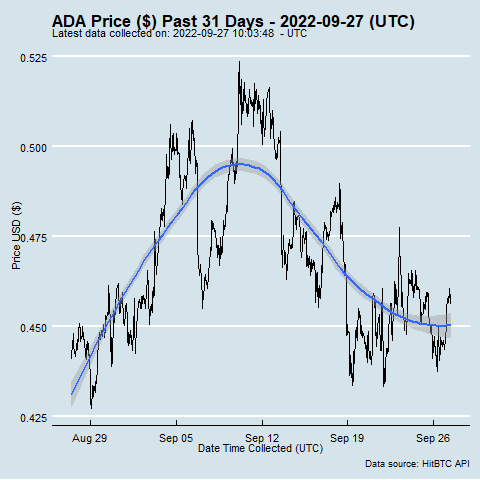 ADA Price ($) Past 31 Days - 2022-09-27 (UTC)
Latest data collected on: 2022-09-27 10:03:48 - UTC
0.525
0.500
0.475
0.450
0.425
Price USD ($)
Aug 29
Sep 05
Sep 12
Sep 19
Sep 26
Date Time Collected (UTC)
Data source: HitBTC API